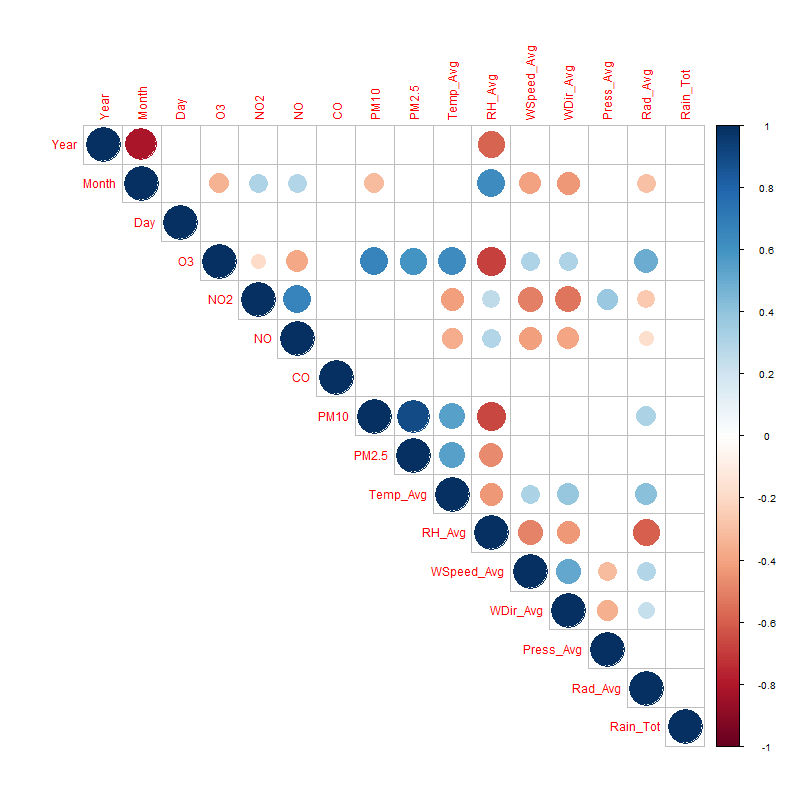 Year
Month
Day
O3
NO2
NO
CO
PM10
PM2.5
Temp_Avg
RH_Avg
WSpeed_Avg
WDir_Avg
Press_Avg
Rad_Avg
Rain_Tot
Year
Month
Day
O3
NO2
NO
CO
PM10
PM2.5
Temp_Avg
RH_Avg
WSpeed_Avg
WDir_Avg
Press_Avg
Rad_Avg
Rain_Tot
1
0.8
0.6
0.4
0.2
0
-0.2
-0.4
-0.6
-0.8
-1